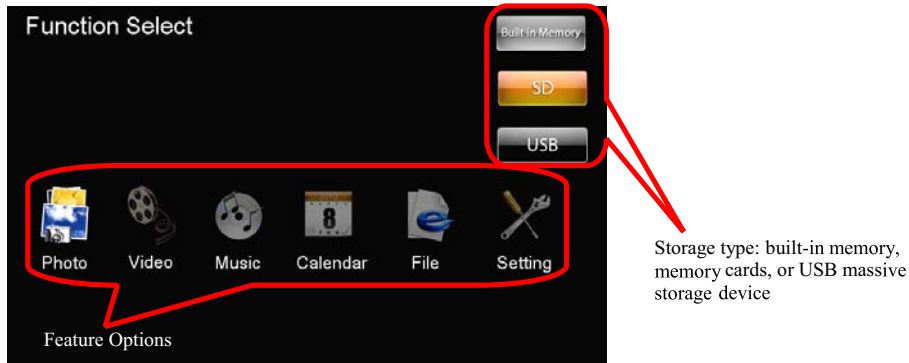 Function Select
Built in Memory
SD
USB
Photo Video Music Calendar File Setting
8
Storage type: built-in memory,
memory cards, or USB massive
storage device
Feature Options